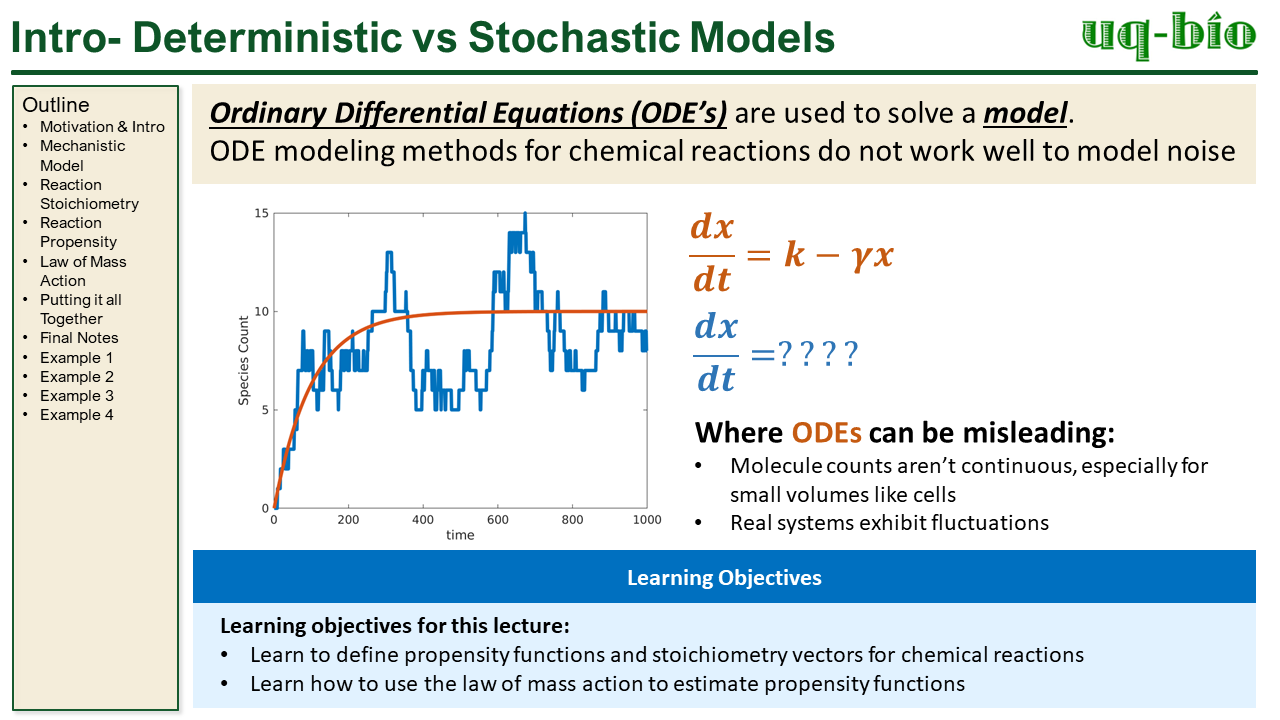 Intro- Deterministic vs Stochastic Models
uq-bio
Outline
• Motivation & Intro
• Mechanistic
Model
• Reaction
Stoichiometry
• Reaction
Propensity
• Law of Mass
Action
• Putting it all
Together
• Final Notes
• Example 1
• Example 2
• Example 3
• Example 4
Ordinary Differential Equations (ODE’s) are used to solve a model.
ODE modeling methods for chemical reactions do not work well to model noise
15
10
5
0
Species Count
0 200 400 600 800 1000
time
dx/dt = k − γx
dx/dt =? ? ? ?
Where ODEs can be misleading:
• Molecule counts aren’t continuous, especially for
small volumes like cells
• Real systems exhibit fluctuations
Learning Objectives
Learning objectives for this lecture:
• Learn to define propensity functions and stoichiometry vectors for chemical reactions
• Learn how to use the law of mass action to estimate propensity functions